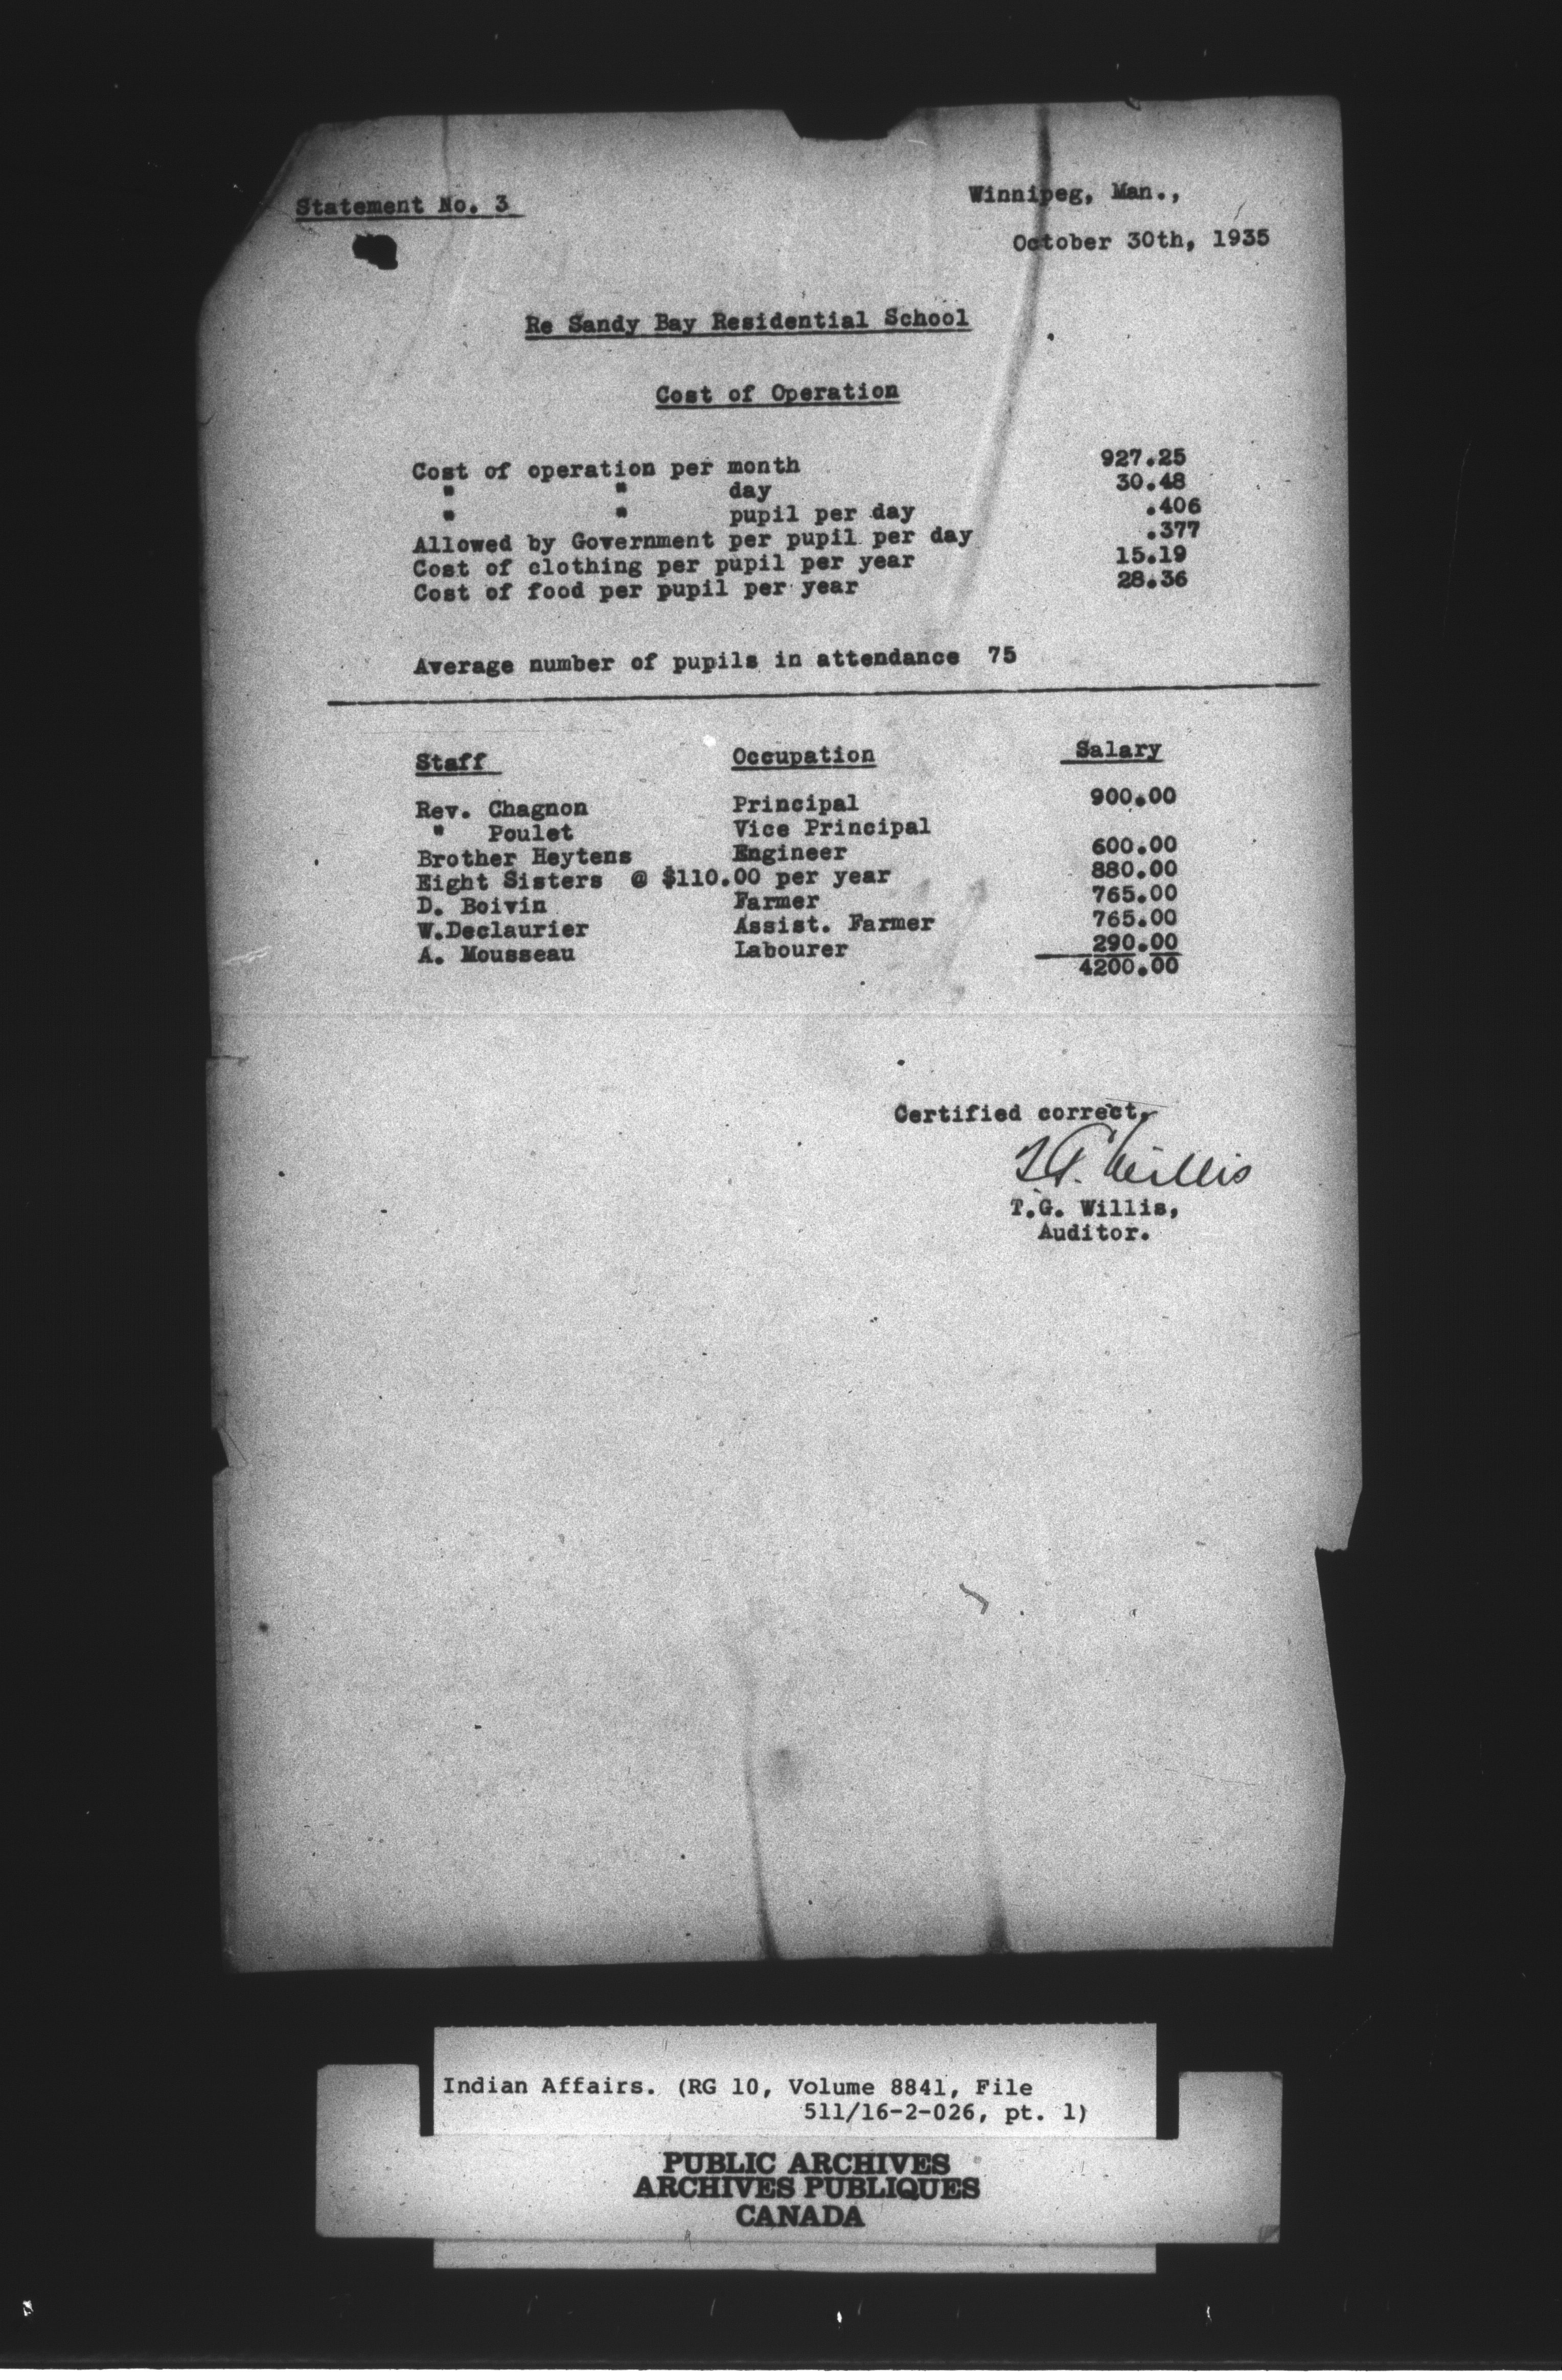 Statement No. 3
Winnipeg, Man.,
October 30th, 1935
Re Sandy Bay Residential School
Cost of Operation
Cost of operation per month 927.25
" " day 30.48
" " pupil per day .406
Allowed by Government per pupil per day .377
Cost of clothing per pupil per year 15.19
Cost of food per pupil per year 28.36
Average number of pupils in attendance 75
Staff Occupation Salary
Rev. Chagnon Principal 900.00
" Poulet Vice Principal
Brother Heytens Engineer 600.00
Eight Sisters @ $110.00 per year 880.00
D. Boivin Farmer 765.00
W.Declaurier Assist. Farmer 765.00
A. Mousseau Labourer 290.00
4200.00
Certified correct,
T.G. Willis
T.G. Willis,
Auditor.
Indian Affairs. (RG 10, Volume 8841, File
511/16-2-026, pt. 1)
PUBLIC ARCHIVES
ARCHIVES PUBLIQUES
CANADA